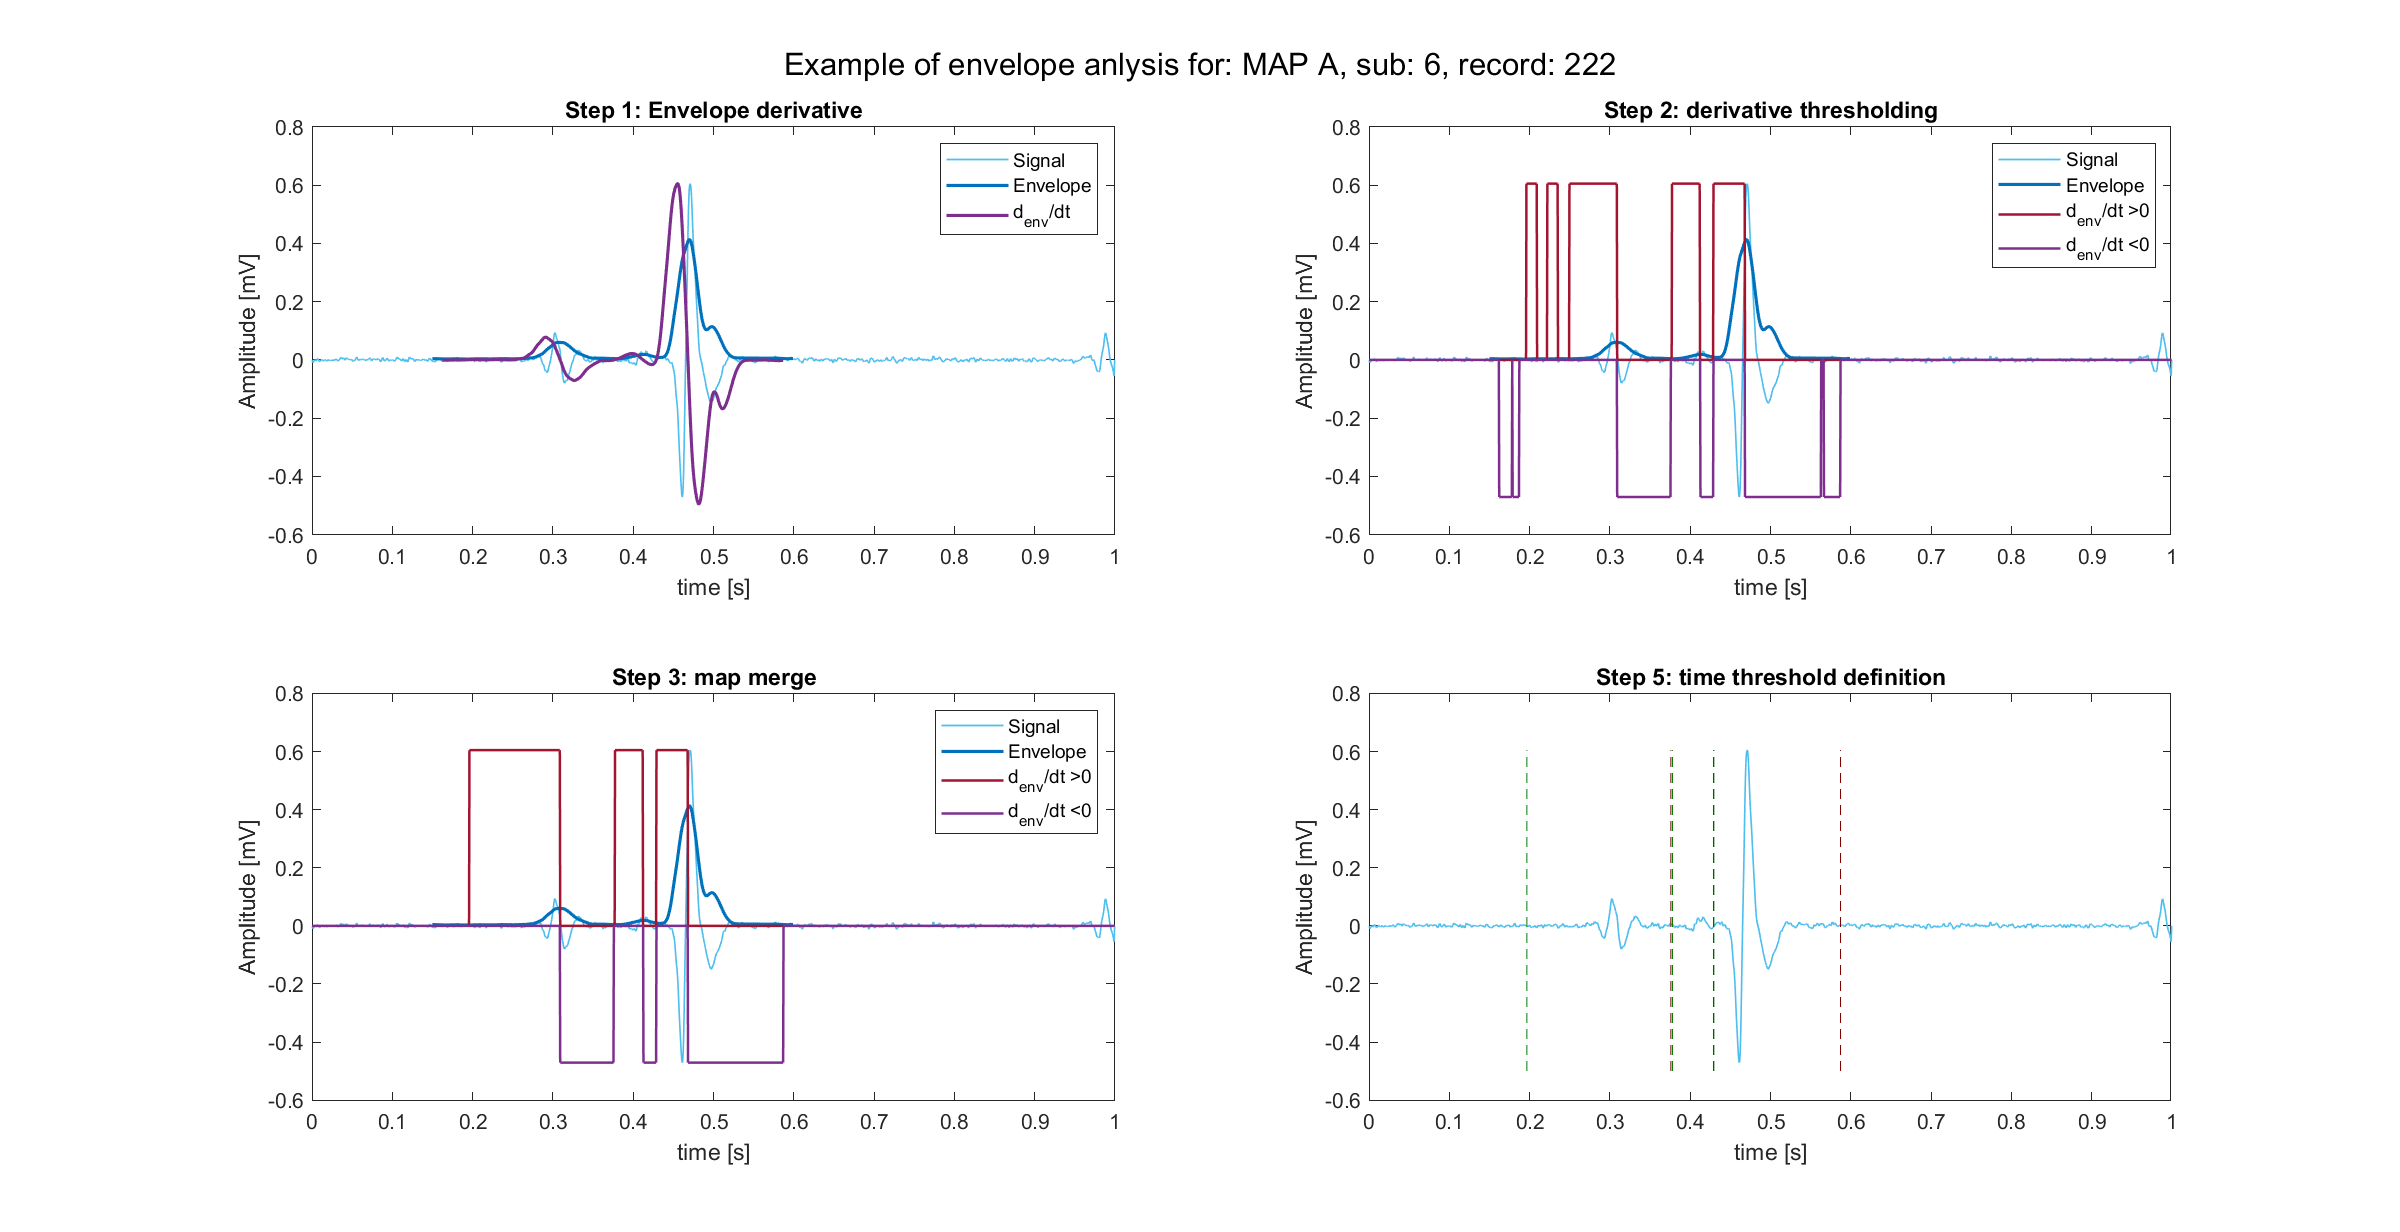 Example of envelope anlysis for: MAP A, sub: 6, record: 222
Step 1: Envelope derivative
0.8
0.6
0.4
0.2
0
-0.2
-0.4
-0.6
Amplitude [mV]
0 0.1 0.2 0.3 0.4 0.5 0.6 0.7 0.8 0.9 1
time [s]
Signal
Envelope
d_env/dt
Step 2: derivative thresholding
0.8
0.6
0.4
0.2
0
-0.2
-0.4
-0.6
Amplitude [mV]
0 0.1 0.2 0.3 0.4 0.5 0.6 0.7 0.8 0.9 1
time [s]
Signal
Envelope
d_env/dt >0
d_env/dt <0
Step 3: map merge
0.8
0.6
0.4
0.2
0
-0.2
-0.4
-0.6
Amplitude [mV]
0 0.1 0.2 0.3 0.4 0.5 0.6 0.7 0.8 0.9 1
time [s]
Signal
Envelope
d_env/dt >0
d_env/dt <0
Step 5: time threshold definition
0.8
0.6
0.4
0.2
0
-0.2
-0.4
-0.6
Amplitude [mV]
0 0.1 0.2 0.3 0.4 0.5 0.6 0.7 0.8 0.9 1
time [s]